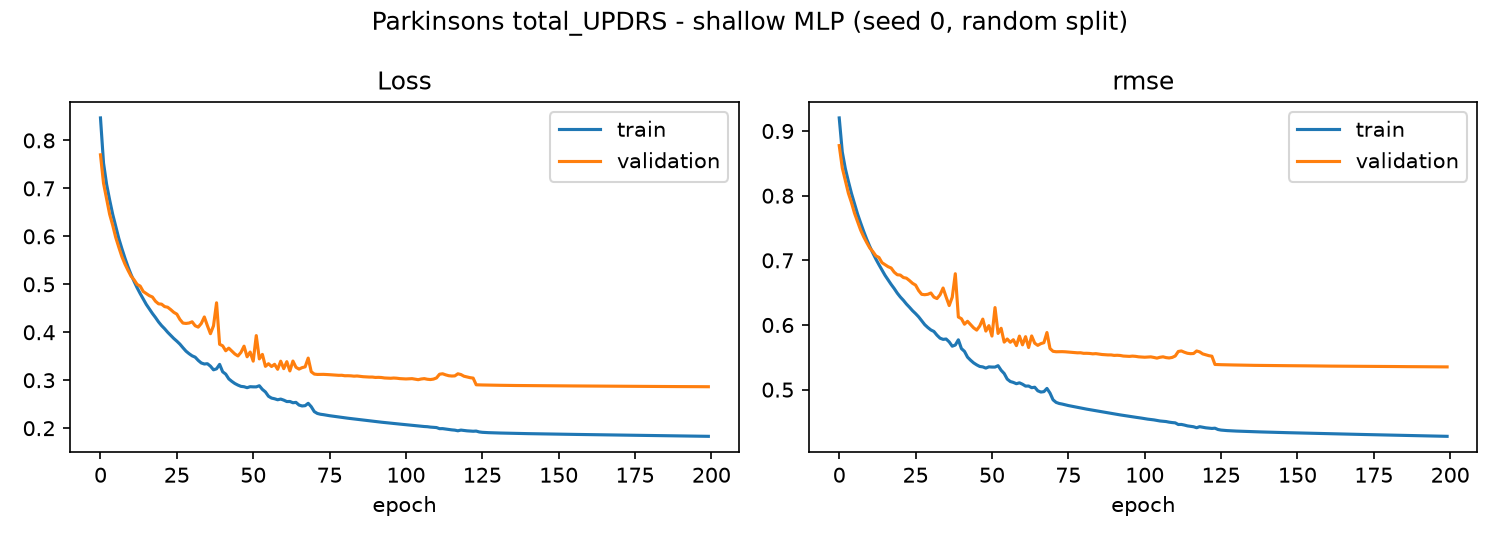 Parkinsons total_UPDRS - shallow MLP (seed 0, random split)
Loss
train
validation
0.8
0.7
0.6
0.5
0.4
0.3
0.2
0 25 50 75 100 125 150 175 200
epoch
rmse
train
validation
0.9
0.8
0.7
0.6
0.5
0 25 50 75 100 125 150 175 200
epoch